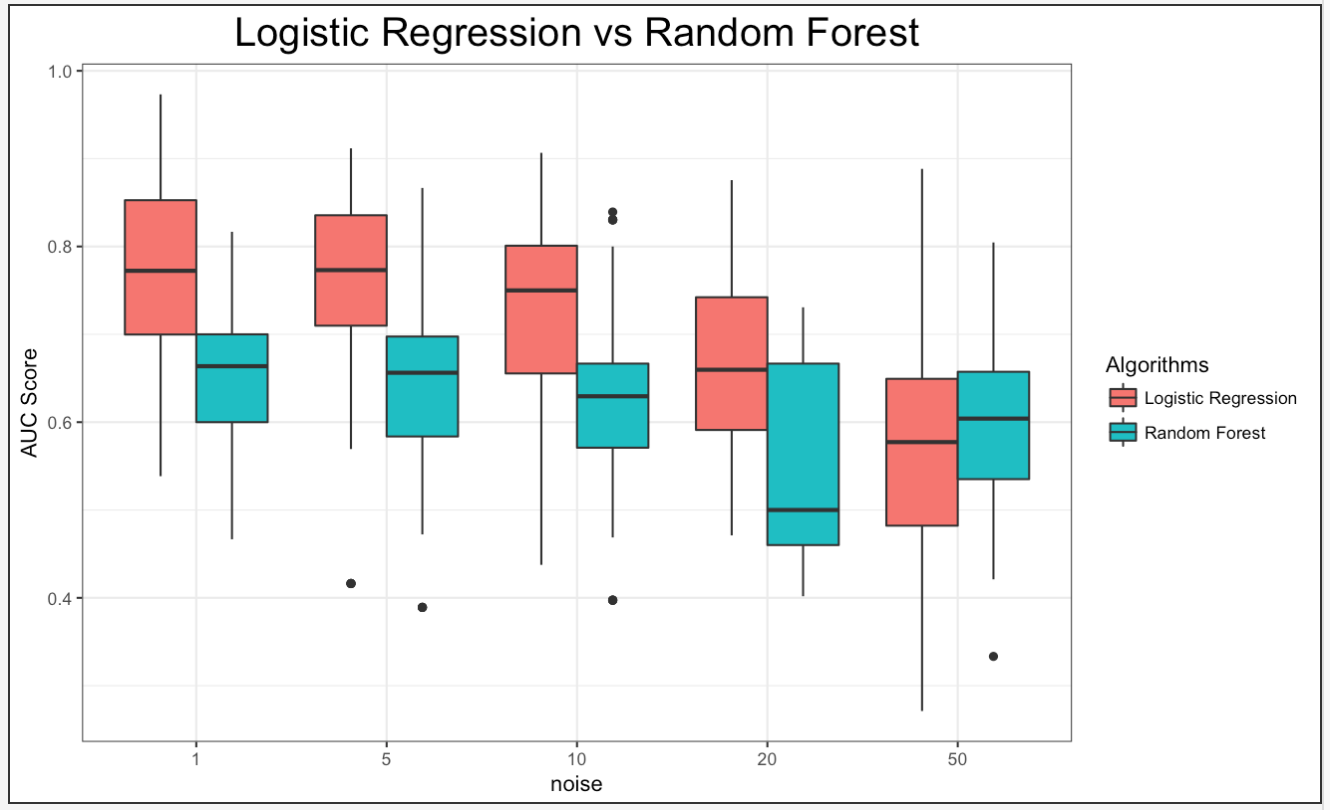 Logistic Regression vs Random Forest
1.0
0.8
0.6
0.4
AUC Score
1 5 10 20 50
noise
Algorithms
Logistic Regression
Random Forest